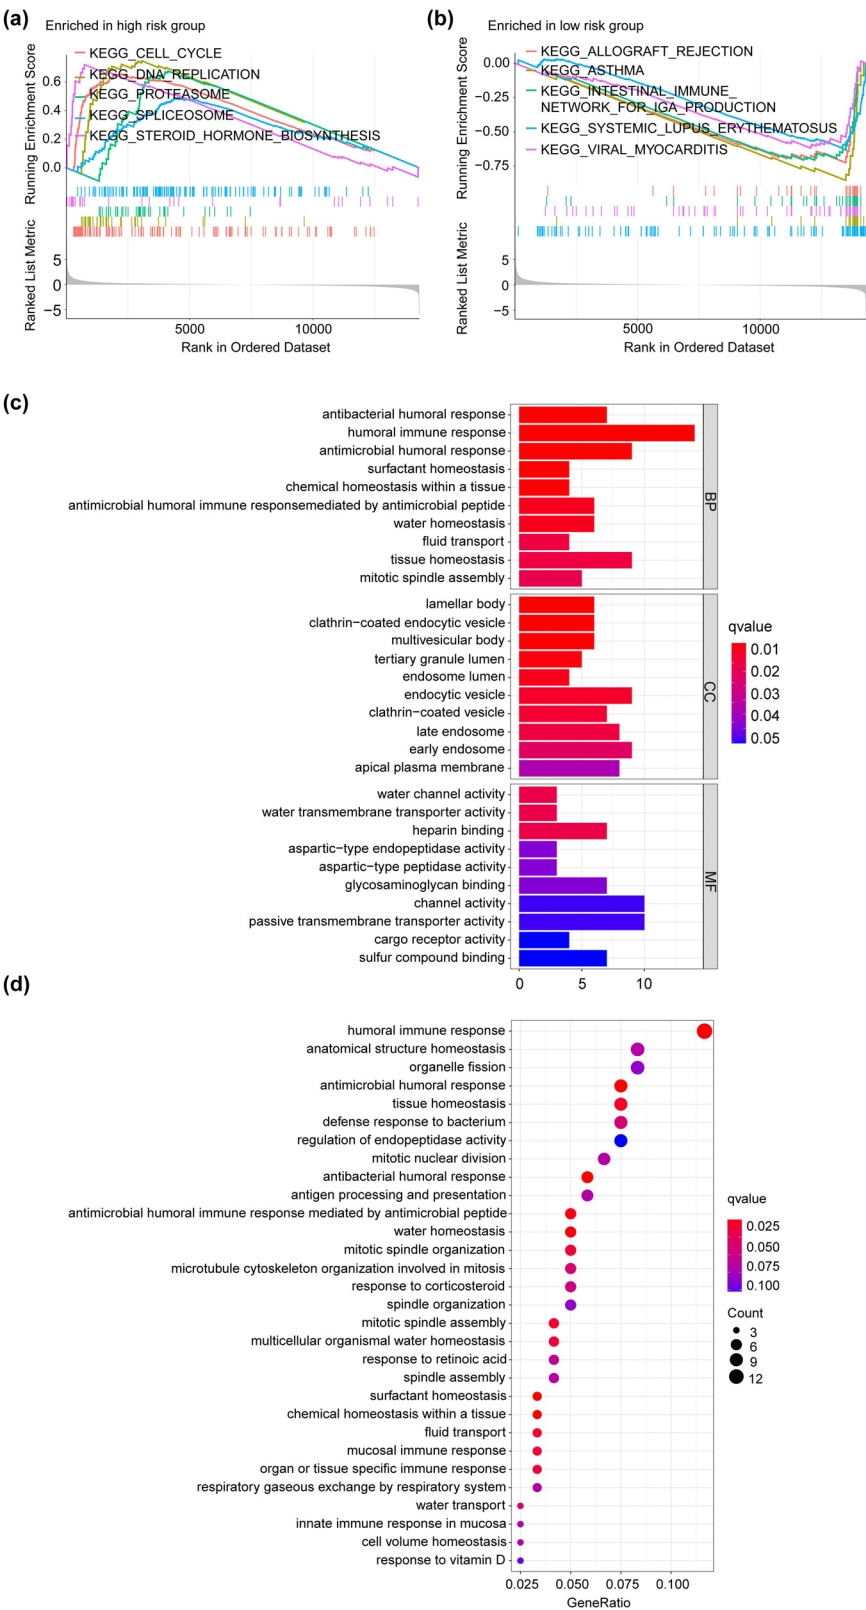 (a)
Enriched in high risk group
KEGG_CELL_CYCLE
KEGG_DNA_REPLICATION
KEGG_PROTEASOME
KEGG_SPLICEOSOME
KEGG_STEROID_HORMONE_BIOSYNTHESIS
Running Enrichment Score
0.6
0.4
0.2
0.0
Ranked List Metric
5
0
−5
5000
10000
Rank in Ordered Dataset
(b)
Enriched in low risk group
KEGG_ALLOGRAFT_REJECTION
KEGG_ASTHMA
KEGG_INTESTINAL_IMMUNE_
NETWORK_FOR_IGA_PRODUCTION
KEGG_SYSTEMIC_LUPUS_ERYTHEMATOSUS
KEGG_VIRAL_MYOCARDITIS
Running Enrichment Score
0.00
−0.25
−0.50
−0.75
Ranked List Metric
5
0
−5
5000
10000
Rank in Ordered Dataset
(c)
antibacterial humoral response
humoral immune response
antimicrobial humoral response
surfactant homeostasis
chemical homeostasis within a tissue
antimicrobial humoral immune responsemediated by antimicrobial peptide
water homeostasis
fluid transport
tissue homeostasis
mitotic spindle assembly
BP
lamellar body
clathrin−coated endocytic vesicle
multivesicular body
tertiary granule lumen
endosome lumen
endocytic vesicle
clathrin−coated vesicle
late endosome
early endosome
apical plasma membrane
CC
water channel activity
water transmembrane transporter activity
heparin binding
aspartic−type endopeptidase activity
aspartic−type peptidase activity
glycosaminoglycan binding
channel activity
passive transmembrane transporter activity
cargo receptor activity
sulfur compound binding
MF
0
5
10
qvalue
0.01
0.02
0.03
0.04
0.05
(d)
humoral immune response
anatomical structure homeostasis
organelle fission
antimicrobial humoral response
tissue homeostasis
defense response to bacterium
regulation of endopeptidase activity
mitotic nuclear division
antibacterial humoral response
antigen processing and presentation
antimicrobial humoral immune response mediated by antimicrobial peptide
water homeostasis
mitotic spindle organization
microtubule cytoskeleton organization involved in mitosis
response to corticosteroid
spindle organization
mitotic spindle assembly
multicellular organismal water homeostasis
response to retinoic acid
spindle assembly
surfactant homeostasis
chemical homeostasis within a tissue
fluid transport
mucosal immune response
organ or tissue specific immune response
respiratory gaseous exchange by respiratory system
water transport
innate immune response in mucosa
cell volume homeostasis
response to vitamin D
0.025
0.050
0.075
0.100
GeneRatio
qvalue
0.025
0.050
0.075
0.100
Count
3
6
9
12